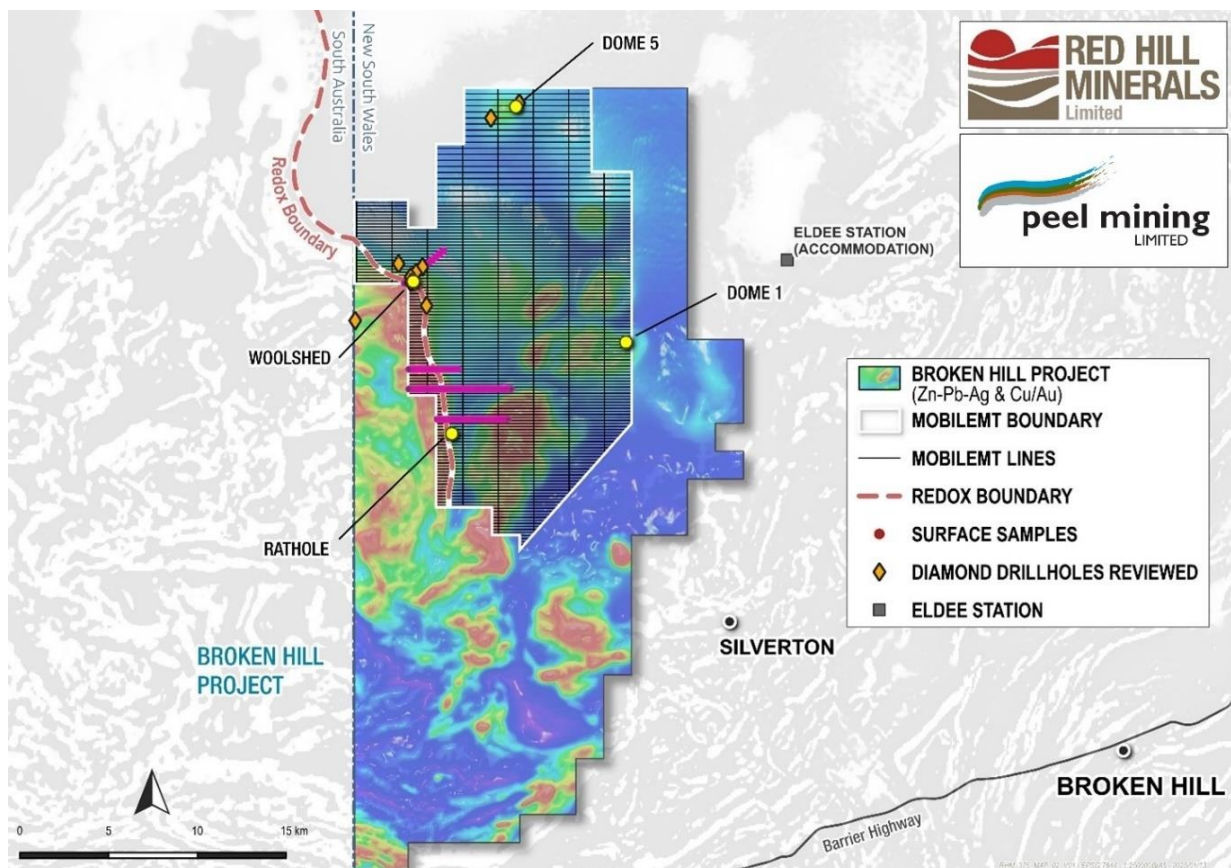 DOME 5
RED HILL
MINERALS
Limited
peel mining
LIMITED
New South Wales
South Australia
Redox Boundary
ELDEE STATION
(ACCOMMODATION)
DOME 1
WOOLSHED
BROKEN HILL PROJECT
(Zn-Pb-Ag & Cu/Au)
MOBILEMT BOUNDARY
MOBILEMT LINES
REDOX BOUNDARY
SURFACE SAMPLES
DIAMOND DRILLHOLES REVIEWED
ELDEE STATION
RATHOLE
SILVERTON
BROKEN HILL
PROJECT
BROKEN HILL
Barrier Highway
0 5 10 15 km